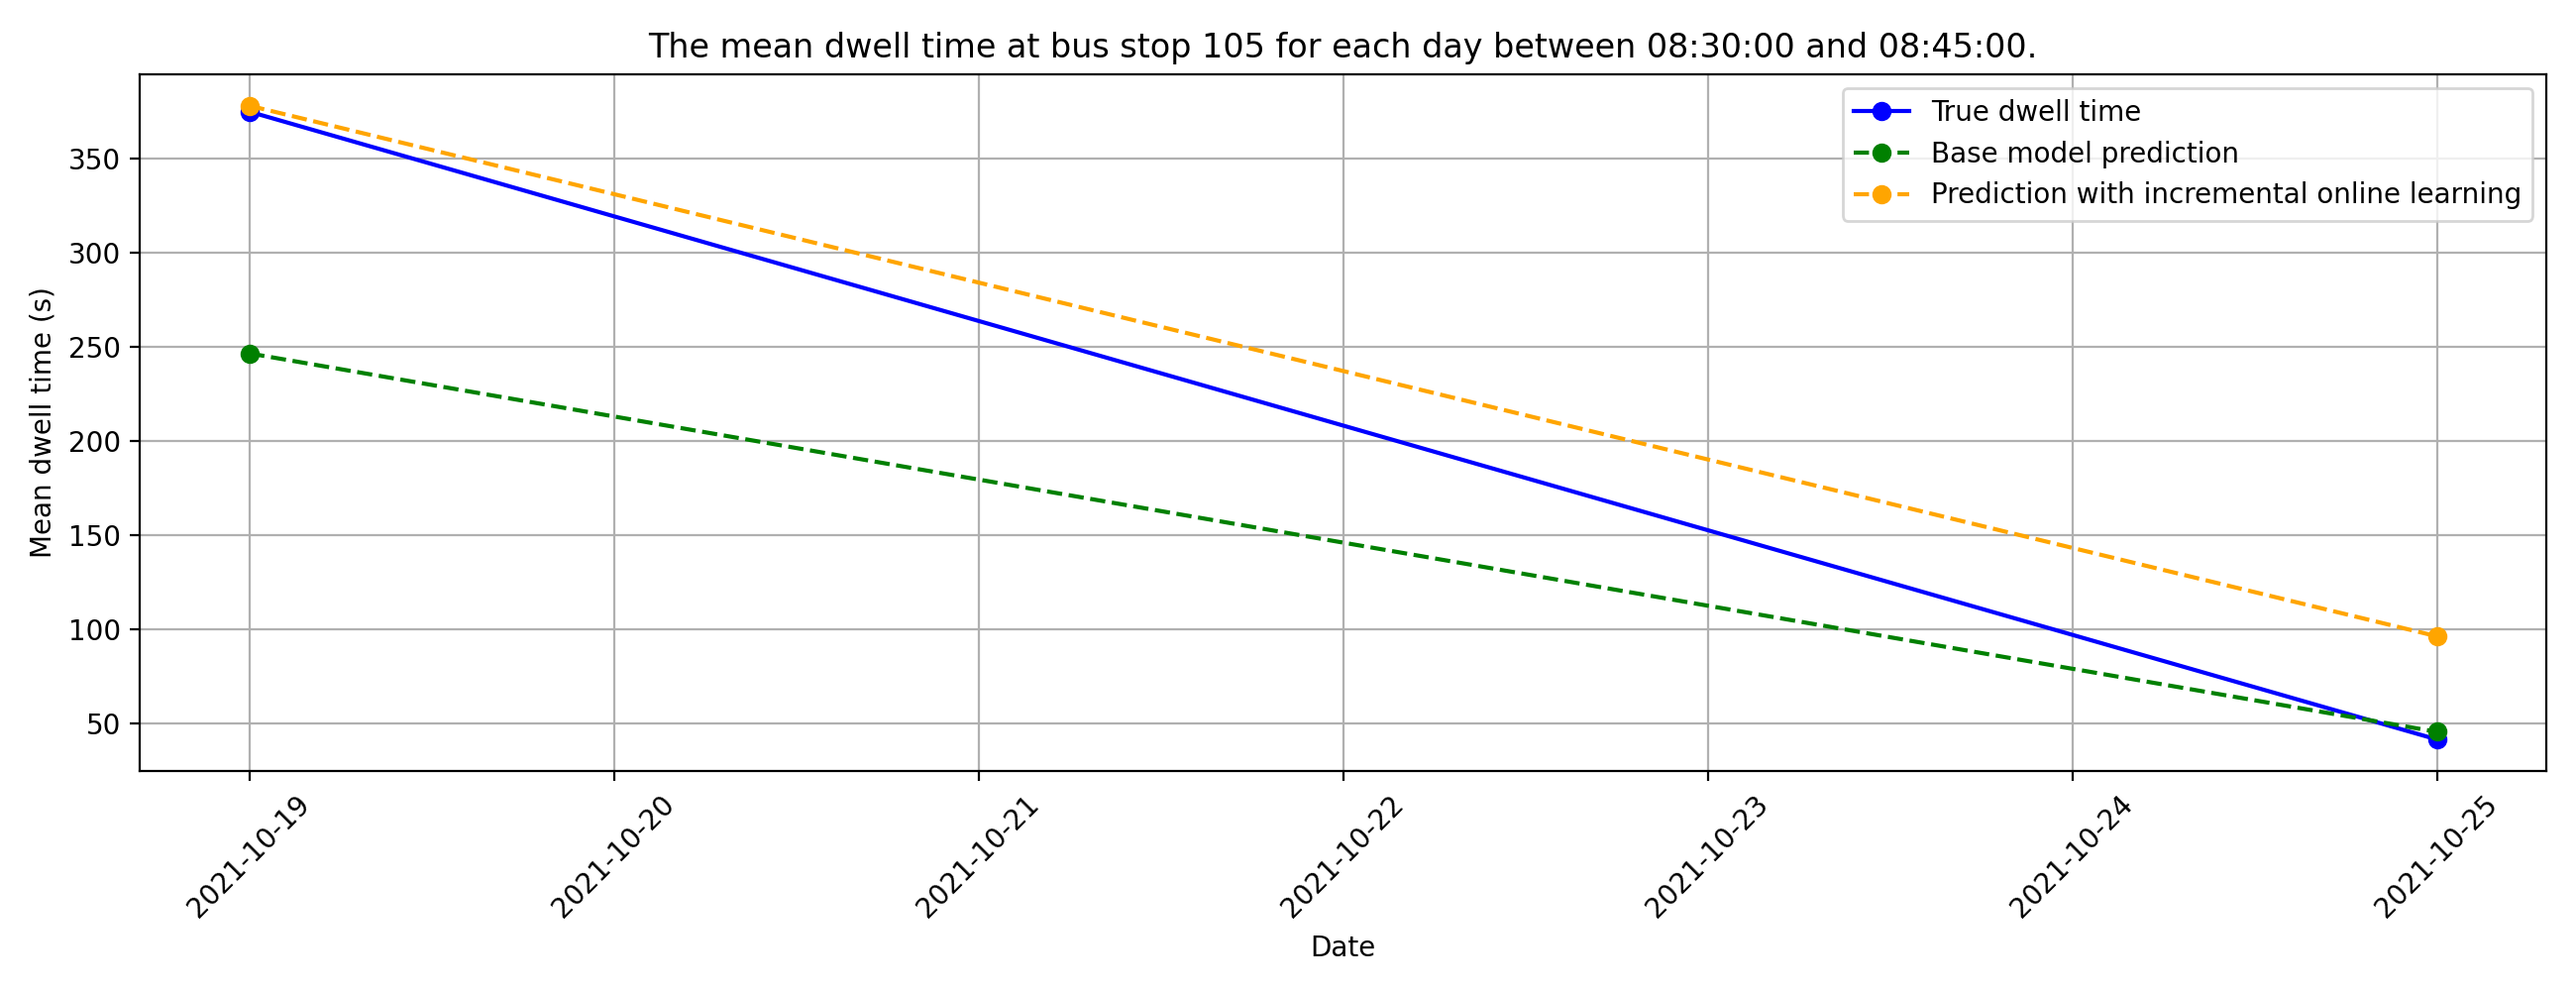 The mean dwell time at bus stop 105 for each day between 08:30:00 and 08:45:00.
True dwell time
Base model prediction
Prediction with incremental online learning
Mean dwell time (s)
350
300
250
200
150
100
50
2021-10-19
2021-10-20
2021-10-21
2021-10-22
2021-10-23
2021-10-24
2021-10-25
Date